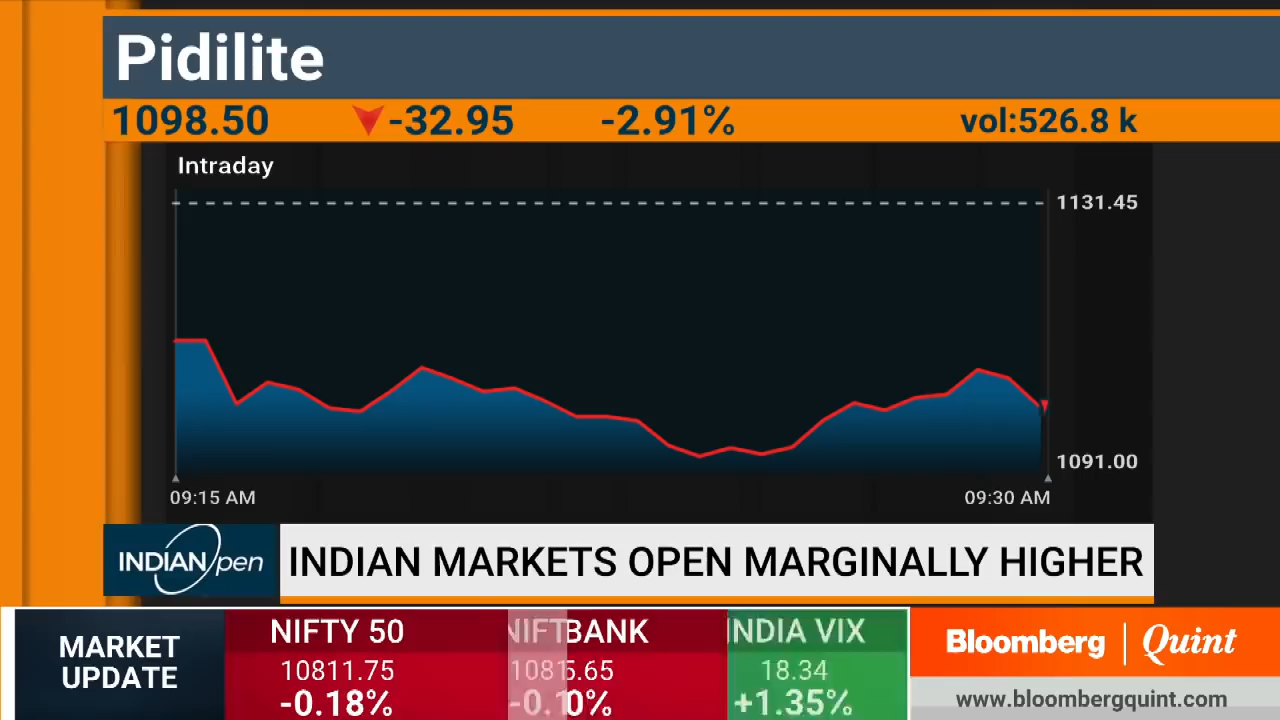 Pidilite
1098.50 -32.95 -2.91% vol:526.8 k
Intraday
1131.45
1091.00
09:15 AM 09:30 AM
INDIAN Open INDIAN MARKETS OPEN MARGINALLY HIGHER
MARKET UPDATE
NIFTY 50
10811.75
-0.18%
BANK
INDIA VIX
18.34
+1.35%
Bloomberg | Quint
www.bloombergquint.com